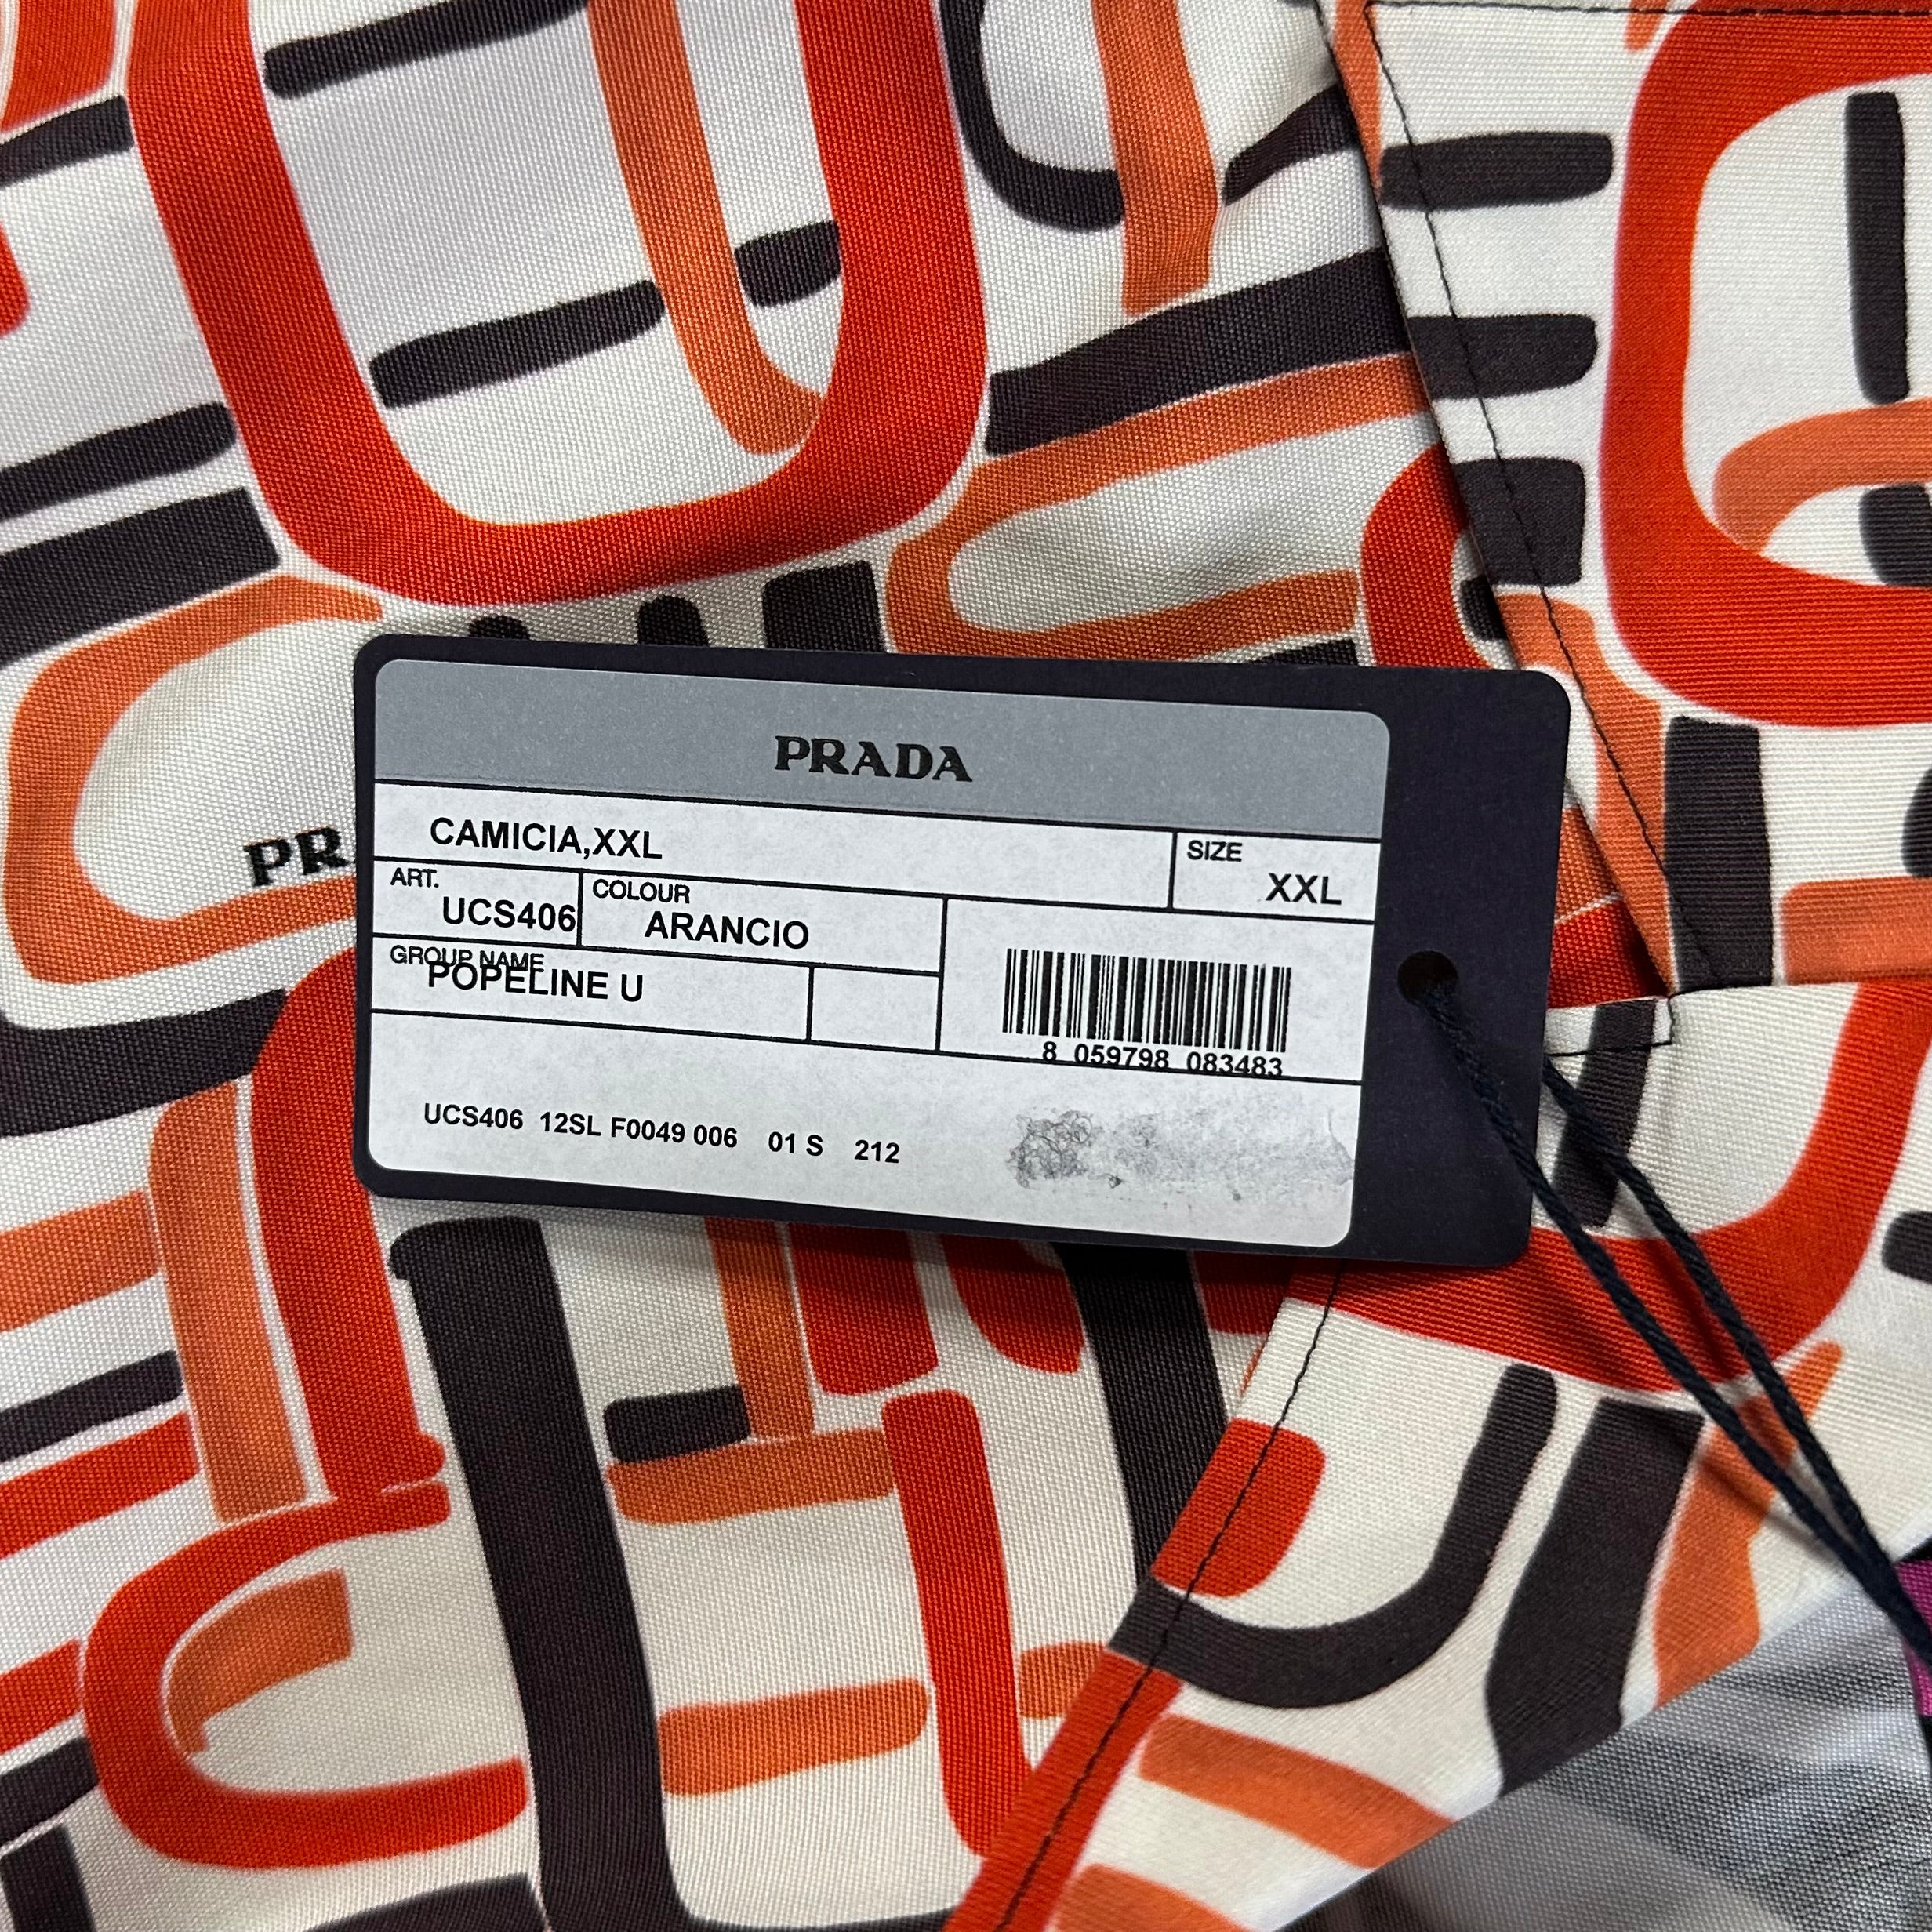 PRADA
CAMICIA,XXL
SIZE
XXL
ART.
UCS406
COLOUR
ARANCIO
GROUP NAME
POPELINE U
8 059798 083483
UCS406 12SL F0049 006 01 S 212
PR